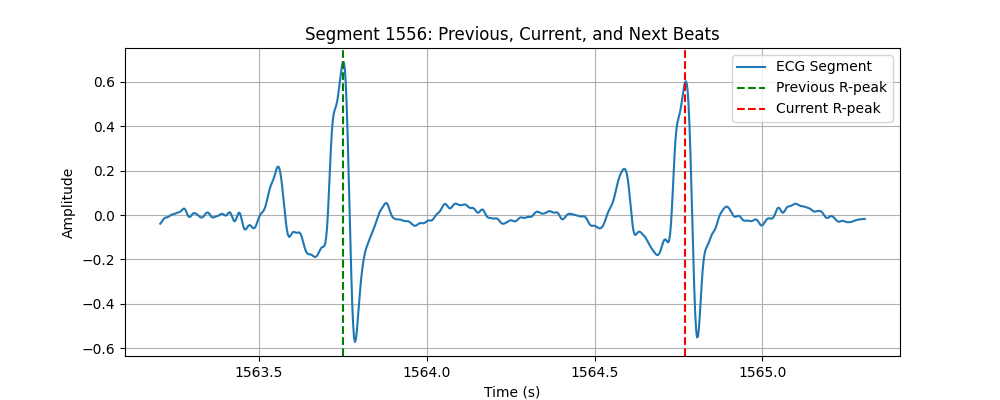 Segment 1556: Previous, Current, and Next Beats
ECG Segment
Previous R-peak
Current R-peak
Amplitude
0.6
0.4
0.2
0.0
−0.2
−0.4
−0.6
1563.5 1564.0 1564.5 1565.0
Time (s)